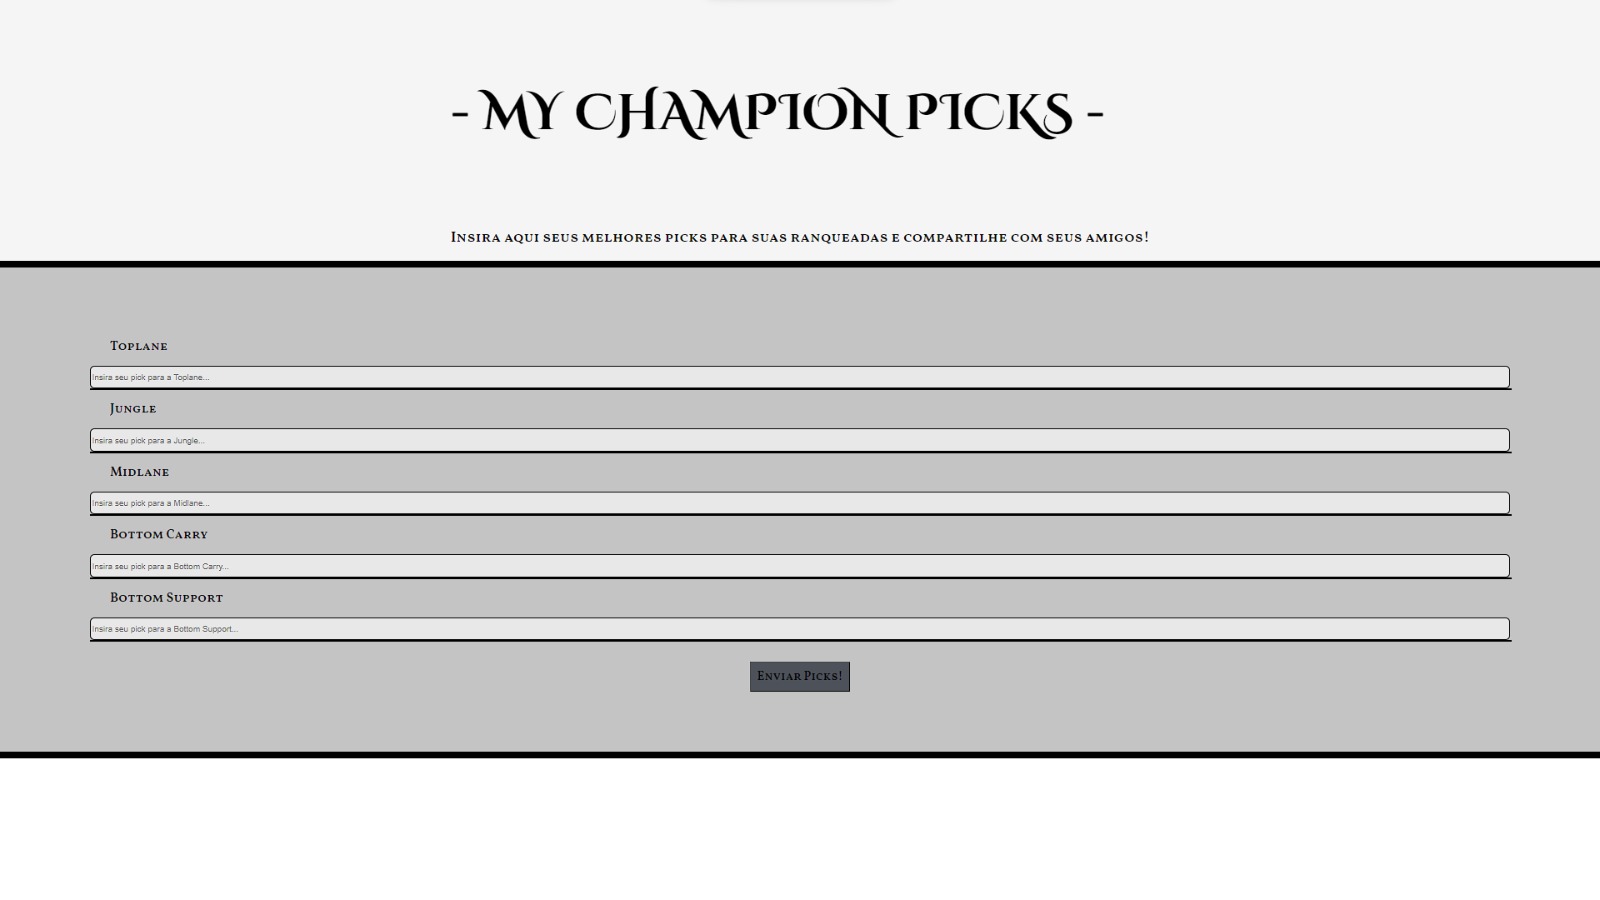 - MY CHAMPION PICKS -
Insira aqui seus melhores picks para suas ranqueadas e compartilhe com seus amigos!
Toplane
Insira seu pick para a Toplane...
Jungle
Insira seu pick para a Jungle...
Midlane
Insira seu pick para a Midlane...
Bottom Carry
Insira seu pick para a Bottom Carry...
Bottom Support
Insira seu pick para a Bottom Support...
Enviar Picks!